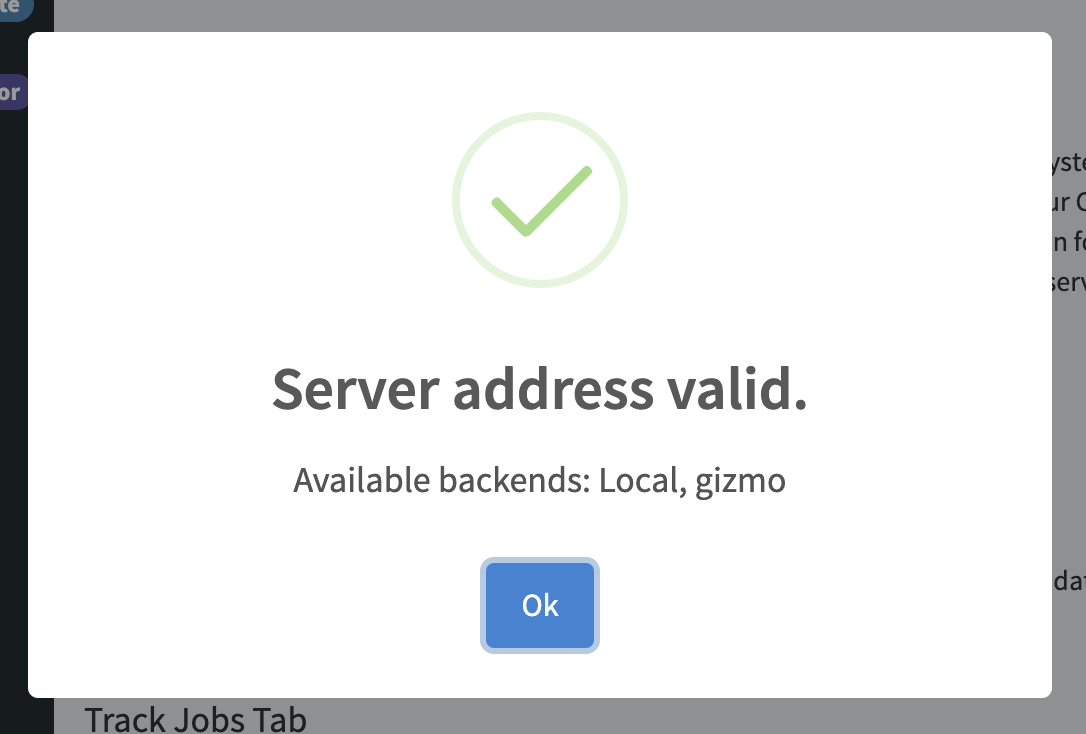 Server address valid.
Available backends: Local, gizmo
Ok
Track Jobs Tab